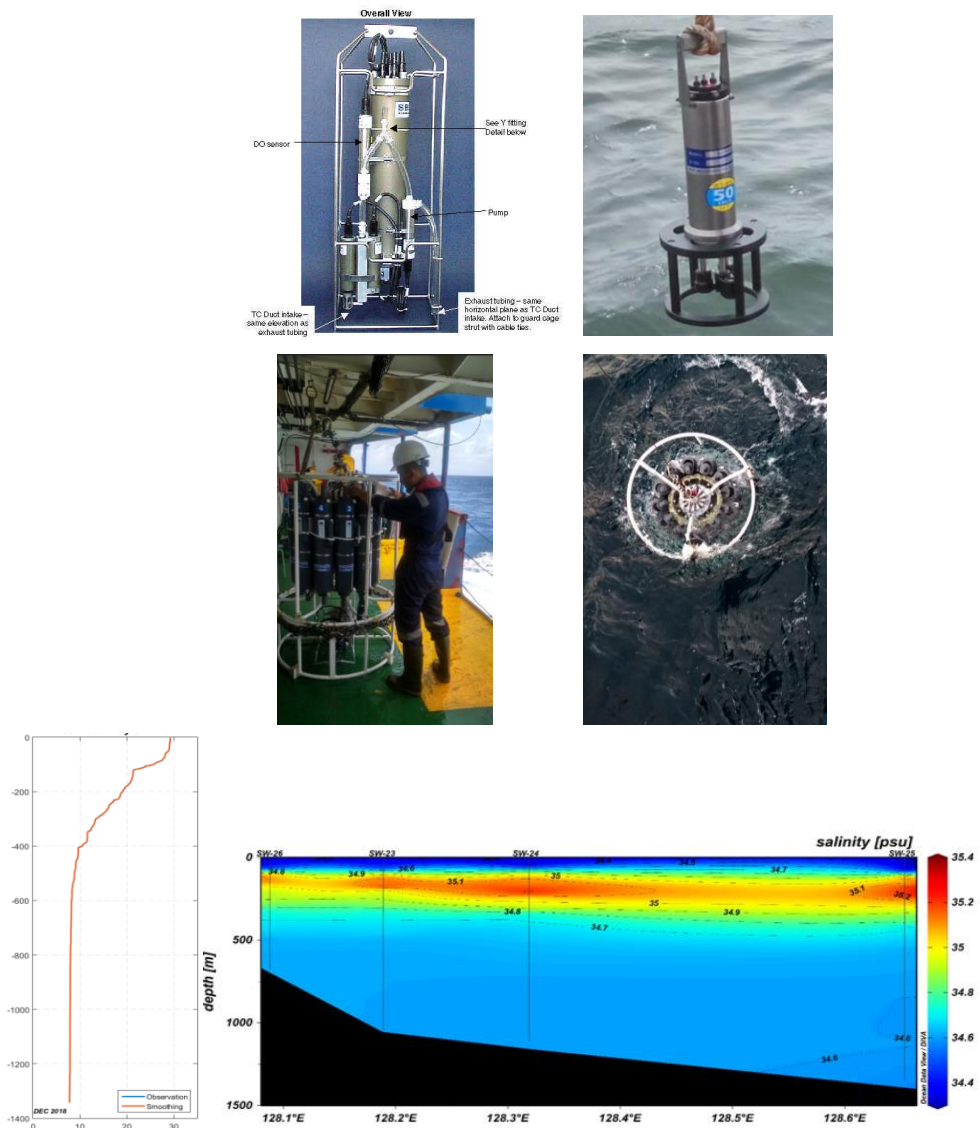 Overall View
SB
DO sensor
See Y fitting
Detail below
Pump
TC Duct intake –
same elevation as
exhaust tubing
Exhaust tubing – same
horizontal plane as TC Duct
intake. Attach to guard cage
strut with cable ties.
50
4
3
0
-200
-400
-600
-800
-1000
-1200
-1400
0
10
20
30
DEC 2018
Observation
Smoothing
salinity [psu]
SW-26
SW-23
SW-24
SW-25
0
500
1000
1500
depth [m]
34.8
34.9
34.6
35.1
35
34.8
34.7
34.7
35
34.9
35.1
35.2
34.6
34.6
128.1°E
128.2°E
128.3°E
128.4°E
128.5°E
128.6°E
35.4
35.2
35
34.8
34.6
34.4
Ocean Data View / DIVA